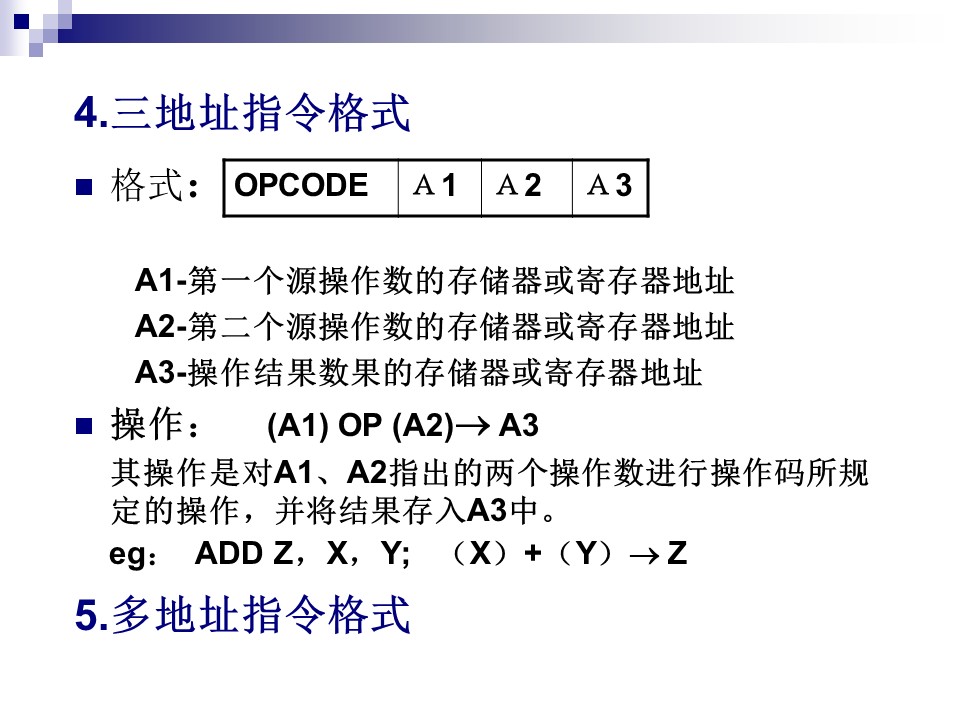 4.三地址指令格式
格式： OPCODE A1 A2 A3
A1-第一个源操作数的存储器或寄存器地址
A2-第二个源操作数的存储器或寄存器地址
A3-操作结果数果的存储器或寄存器地址
操作： (A1) OP (A2)→ A3
其操作是对A1、A2指出的两个操作数进行操作码所规
定的操作，并将结果存入A3中。
eg： ADD Z，X，Y; （X）+（Y）→ Z
5.多地址指令格式